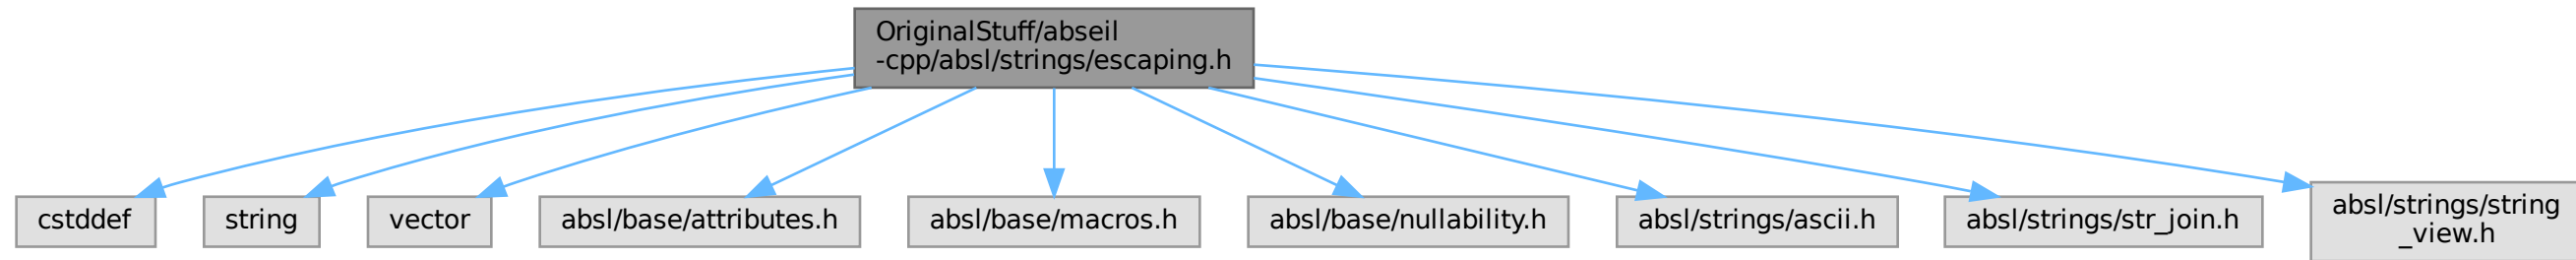 OriginalStuff/abseil
-cpp/absl/strings/escaping.h
cstddef
string
vector
absl/base/attributes.h
absl/base/macros.h
absl/base/nullability.h
absl/strings/ascii.h
absl/strings/str_join.h
absl/strings/string
_view.h